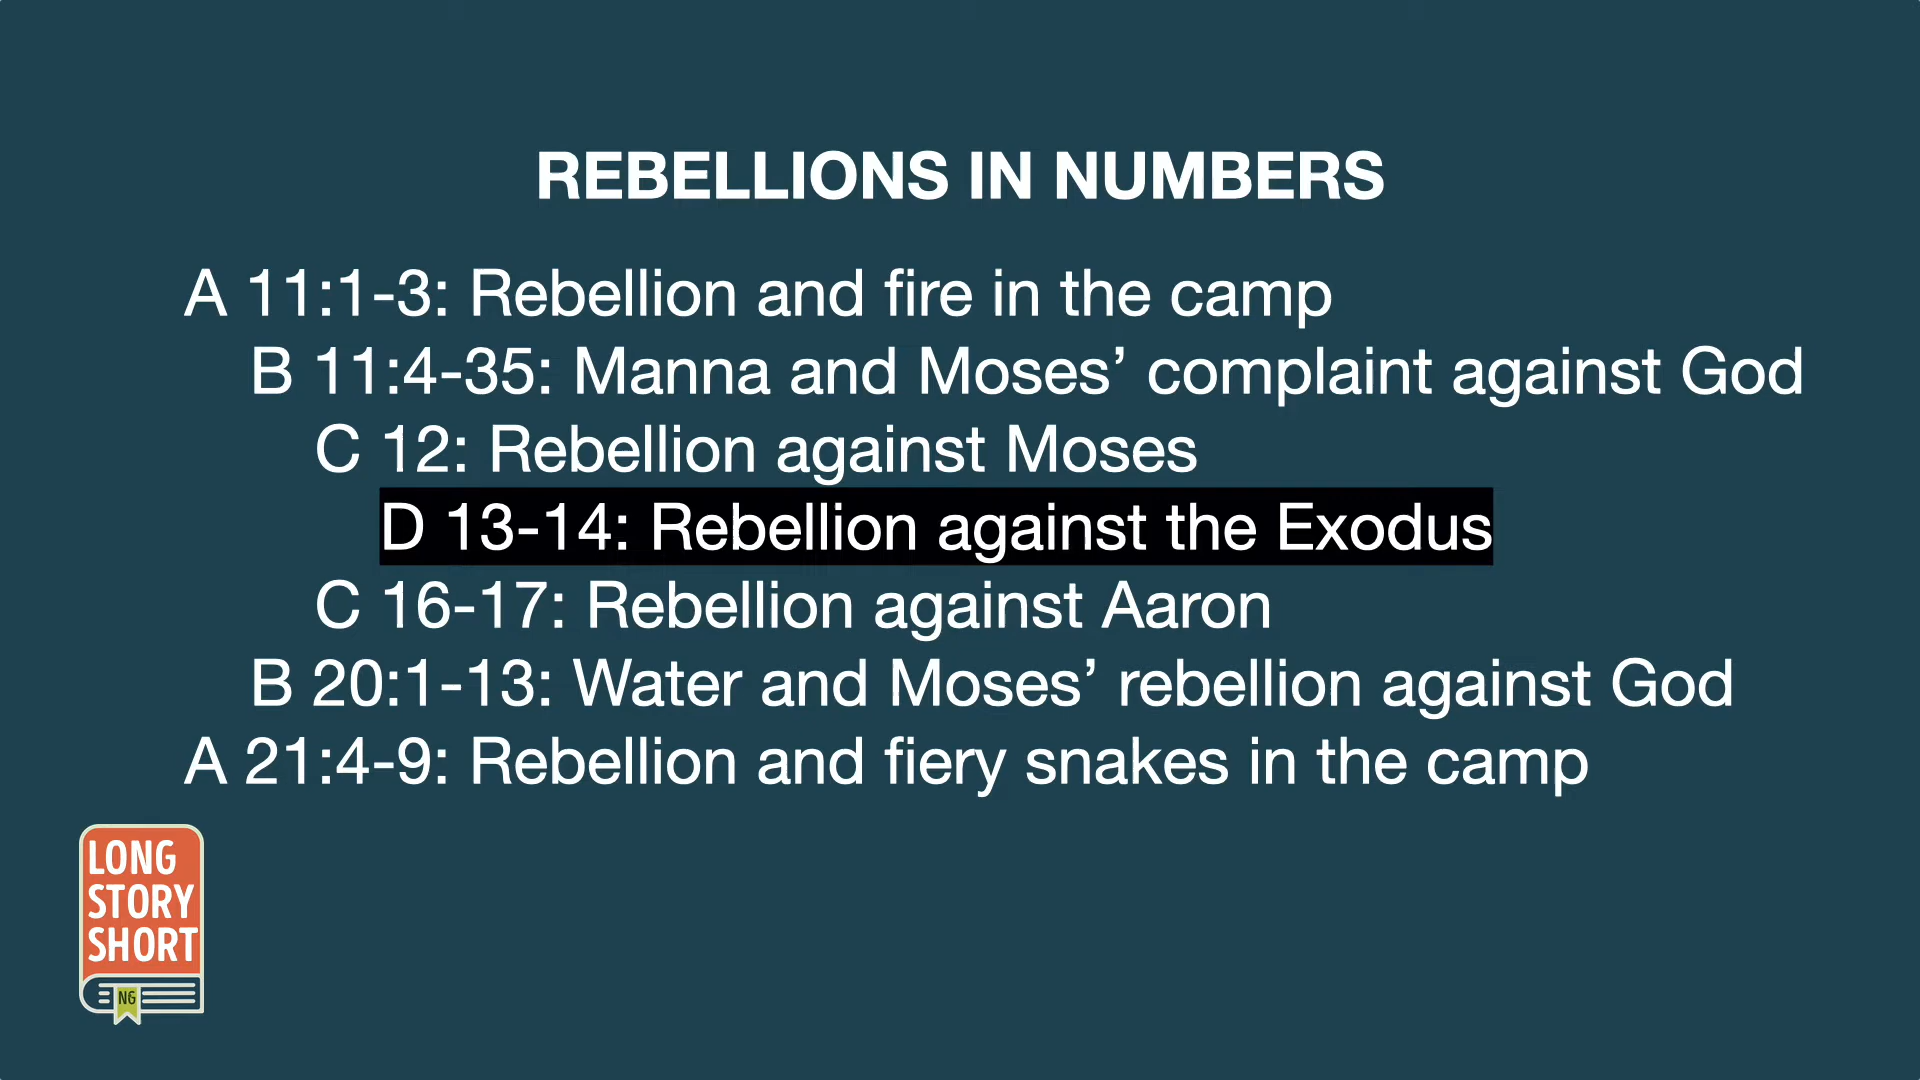 REBELLIONS IN NUMBERS
A 11:1-3: Rebellion and fire in the camp
B 11:4-35: Manna and Moses’ complaint against God
C 12: Rebellion against Moses
D 13-14: Rebellion against the Exodus
C 16-17: Rebellion against Aaron
B 20:1-13: Water and Moses’ rebellion against God
A 21:4-9: Rebellion and fiery snakes in the camp
LONG
STORY
SHORT
NG